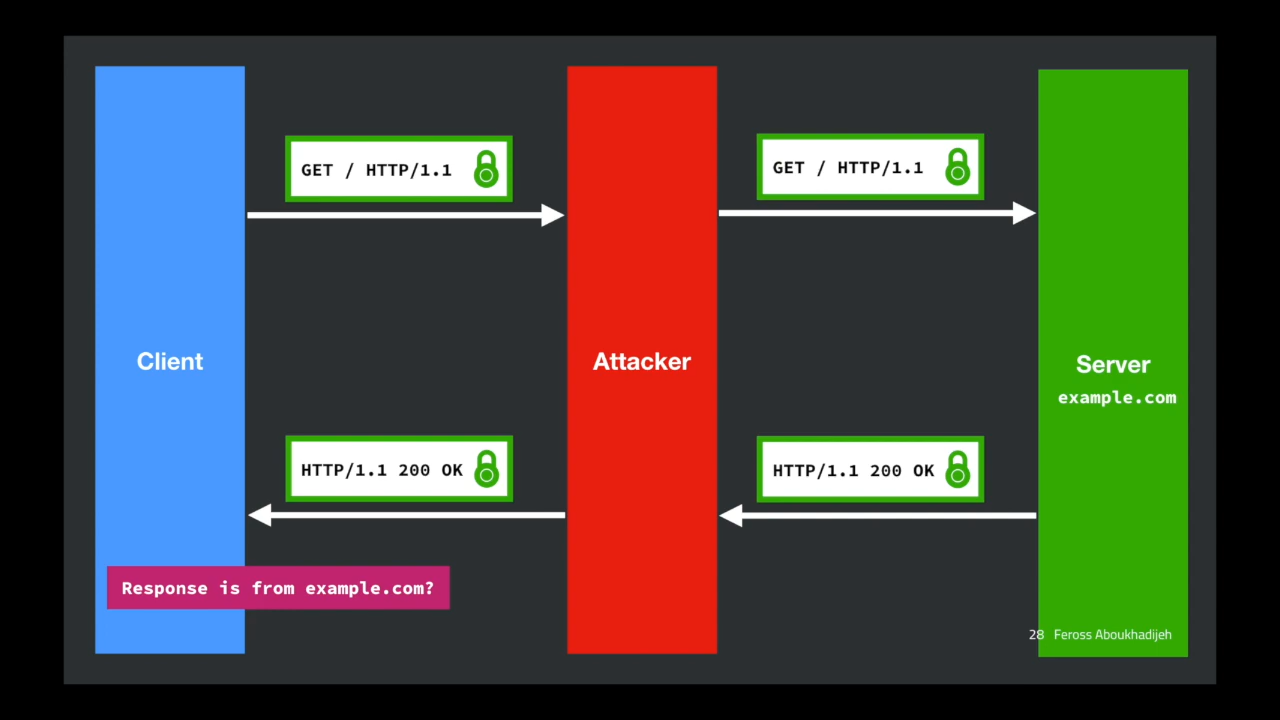 GET / HTTP/1.1
GET / HTTP/1.1
Client
Attacker
Server
example.com
HTTP/1.1 200 OK
HTTP/1.1 200 OK
Response is from example.com?
28 Feross Aboukhadijeh